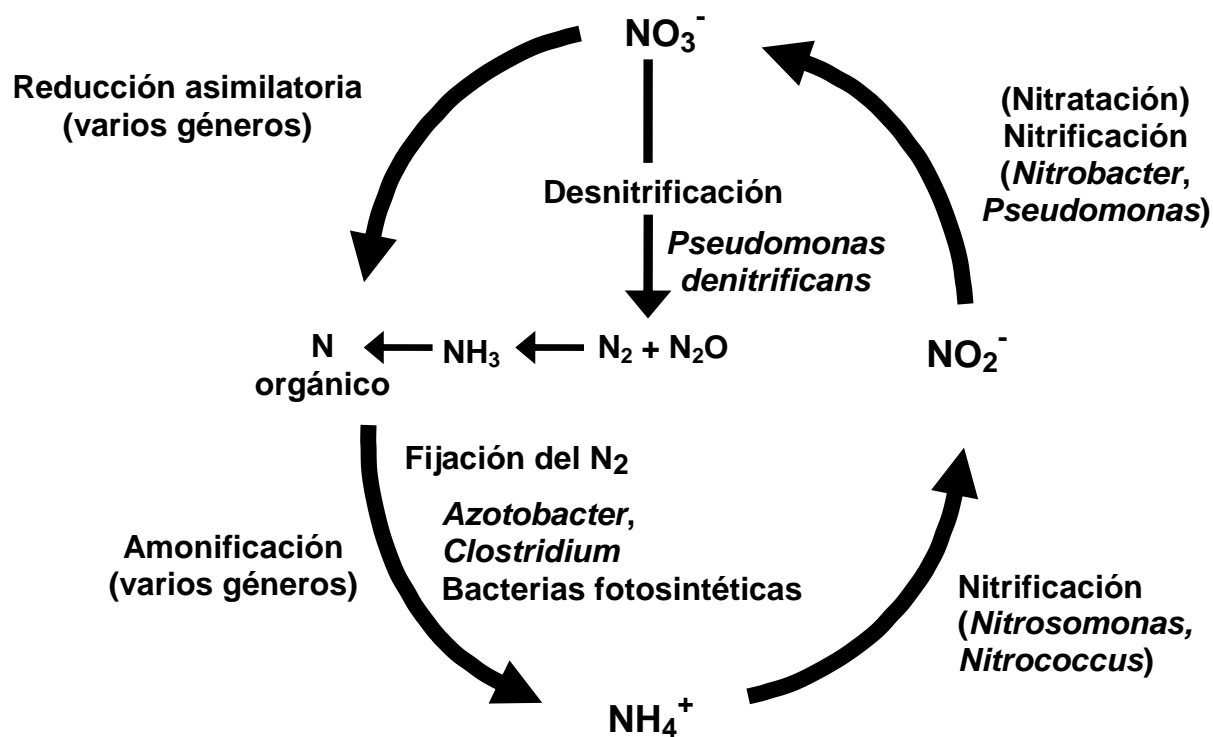 NO₃⁻
Reducción asimilatoria
(varios géneros)
(Nitratación)
Nitrificación
(Nitrobacter,
Pseudomonas)
Desnitrificación
Pseudomonas
denitrificans
N
orgánico
NH₃
N₂ + N₂O
NO₂⁻
Fijación del N₂
Azotobacter,
Clostridium
Bacterias fotosintéticas
Amonificación
(varios géneros)
Nitrificación
(Nitrosomonas,
Nitrococcus)
NH₄⁺